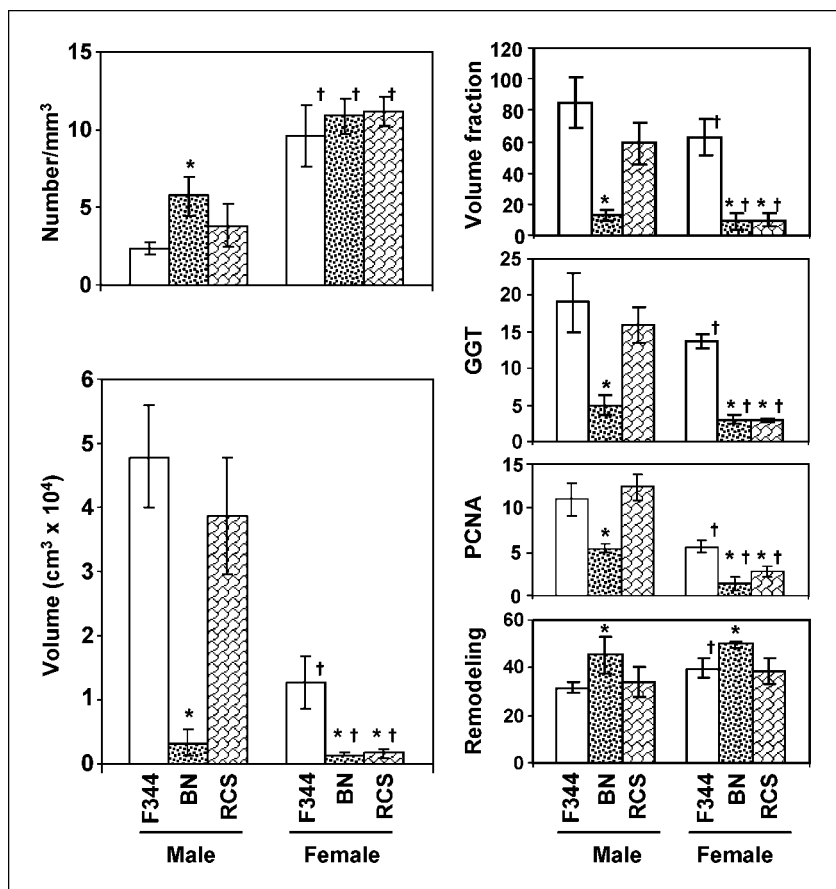 Number/mm³
15
10
5
0
*
†
†
†
Volume (cm³ x 10⁴)
6
5
4
3
2
1
0
*
†
* †
* †
F344
BN
RCS
F344
BN
RCS
Male
Female
Volume fraction
120
100
80
60
40
20
0
*
†
* †
* †
GGT
25
20
15
10
5
0
*
†
* †
* †
PCNA
15
10
5
0
*
†
* †
* †
Remodeling
60
40
20
0
*
†
*
F344
BN
RCS
F344
BN
RCS
Male
Female